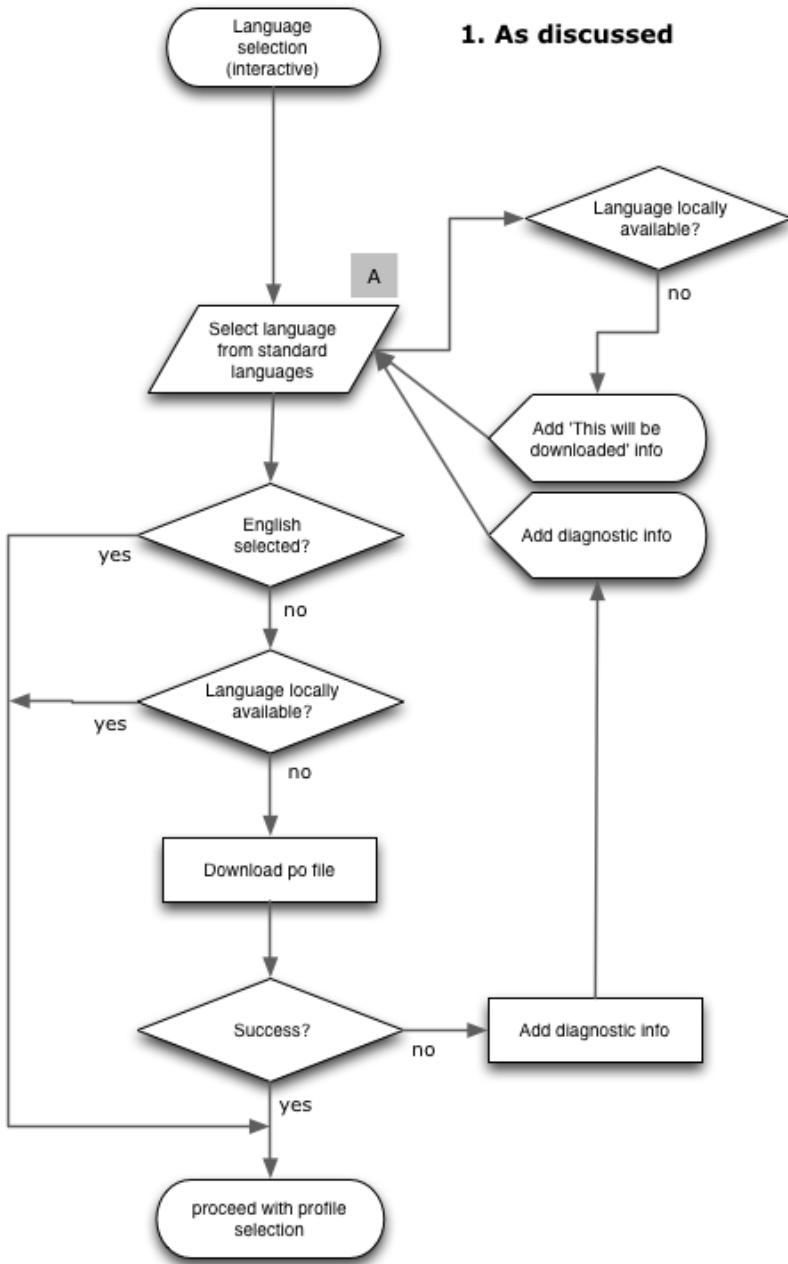 Language
selection
(interactive)
1. As discussed
Language locally
available?
no
A
Select language
from standard
languages
Add 'This will be
downloaded' info
Add diagnostic info
English
selected?
yes
no
Language locally
available?
yes
no
Download po file
Success?
no
Add diagnostic info
yes
proceed with profile
selection